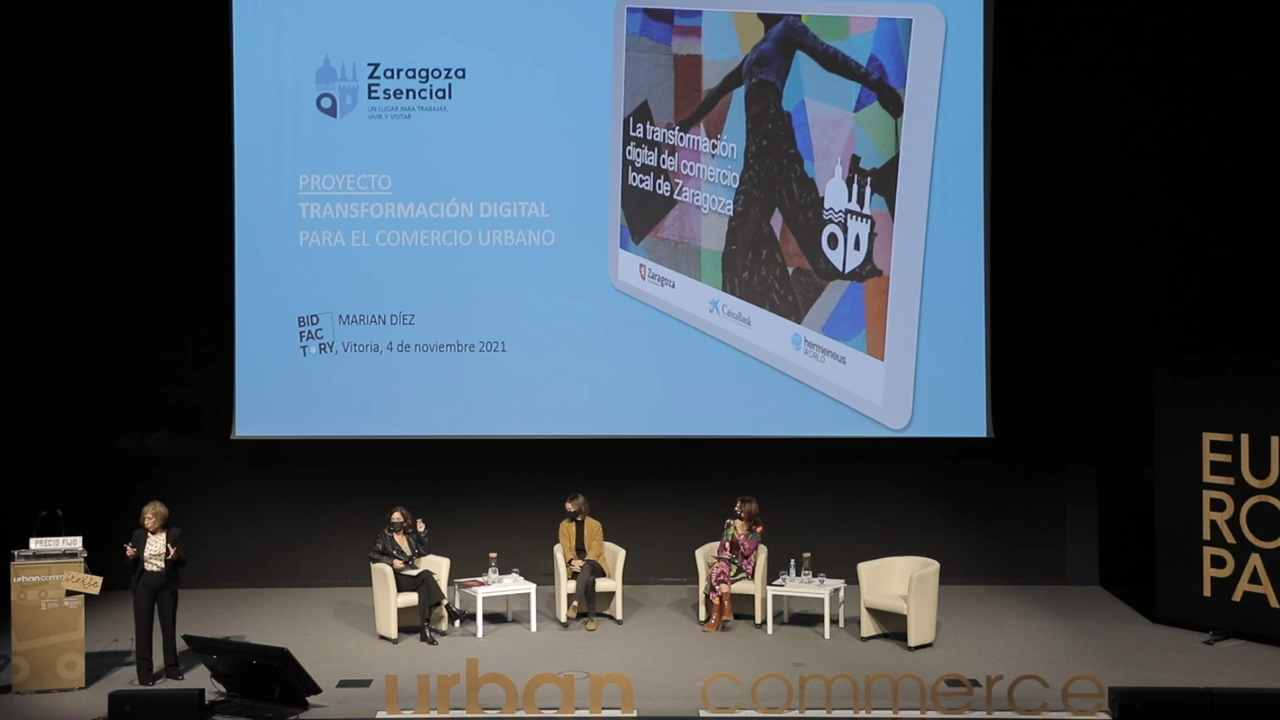 Zaragoza
Esencial
UN LUGAR PARA TRABAJAR,
VIVIR Y VISITAR
PROYECTO
TRANSFORMACIÓN DIGITAL
PARA EL COMERCIO URBANO
BID
FAC
TORY
MARIAN DÍEZ
, Vitoria, 4 de noviembre 2021
La transformación
digital del comercio
local de Zaragoza
Zaragoza
CaixaBank
hermeneus
WORLD
EU
RO
PA
PRECIO FIJO
urban comm
urban commerce